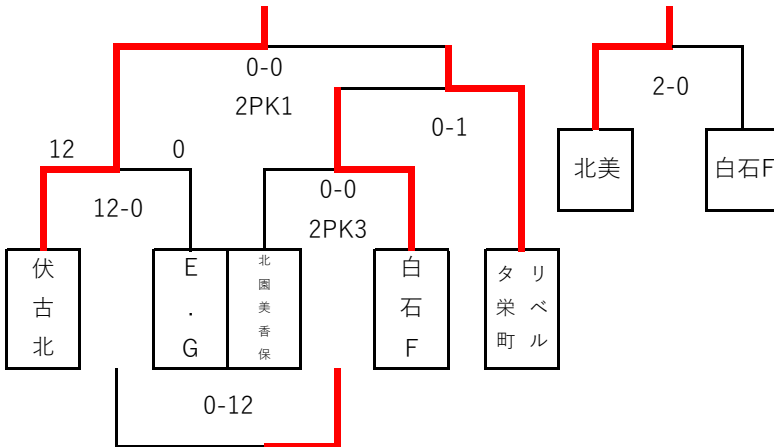 0-0
2PK1
2-0
0-1
12
0
北美
白石F
0-0
12-0
2PK3
伏古北
E.G
北園美香保
白石F
リベル
タ栄町
0-12